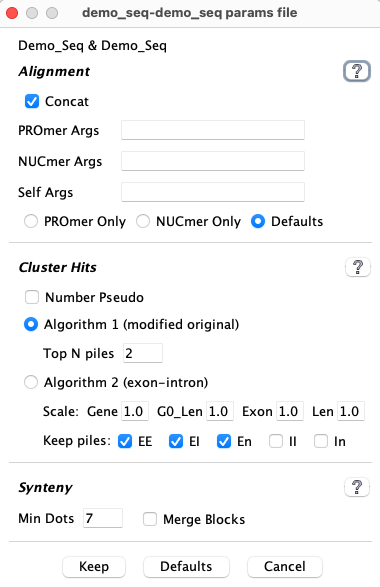 demo_seq-demo_seq params file
Demo_Seq & Demo_Seq
Alignment ?
Concat
PROmer Args
NUCmer Args
Self Args
PROmer Only NUCmer Only Defaults
Cluster Hits ?
Number Pseudo
Algorithm 1 (modified original)
Top N piles 2
Algorithm 2 (exon-intron)
Scale: Gene 1.0 G0_Len 1.0 Exon 1.0 Len 1.0
Keep piles: EE EI En II In
Synteny ?
Min Dots 7 Merge Blocks
Keep Defaults Cancel